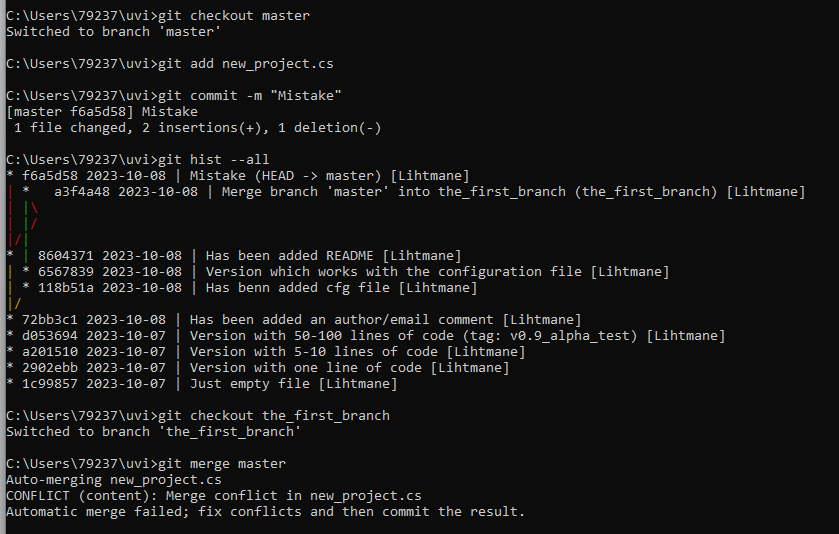 C:\Users\79237\uvi>git checkout master
Switched to branch 'master'
C:\Users\79237\uvi>git add new_project.cs
C:\Users\79237\uvi>git commit -m "Mistake"
[master f6a5d58] Mistake
 1 file changed, 2 insertions(+), 1 deletion(-)
C:\Users\79237\uvi>git hist --all
* f6a5d58 2023-10-08 | Mistake (HEAD -> master) [Lihtmane]
| *   a3f4a48 2023-10-08 | Merge branch 'master' into the_first_branch (the_first_branch) [Lihtmane]
| |\
| |/
|/|
* | 8604371 2023-10-08 | Has been added README [Lihtmane]
| * 6567839 2023-10-08 | Version which works with the configuration file [Lihtmane]
| * 118b51a 2023-10-08 | Has benn added cfg file [Lihtmane]
|/
* 72bb3c1 2023-10-08 | Has been added an author/email comment [Lihtmane]
* d053694 2023-10-07 | Version with 50-100 lines of code (tag: v0.9_alpha_test) [Lihtmane]
* a201510 2023-10-07 | Version with 5-10 lines of code [Lihtmane]
* 2902ebb 2023-10-07 | Version with one line of code [Lihtmane]
* 1c99857 2023-10-07 | Just empty file [Lihtmane]
C:\Users\79237\uvi>git checkout the_first_branch
Switched to branch 'the_first_branch'
C:\Users\79237\uvi>git merge master
Auto-merging new_project.cs
CONFLICT (content): Merge conflict in new_project.cs
Automatic merge failed; fix conflicts and then commit the result.